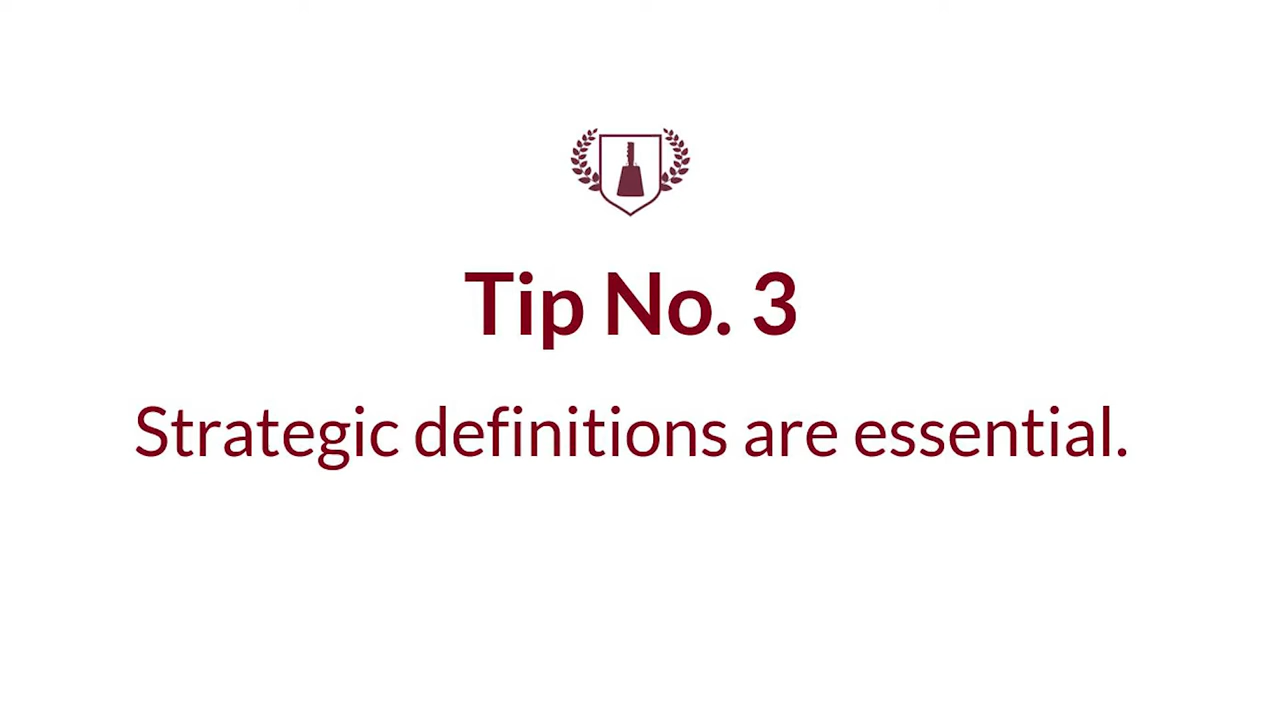 Tip No. 3
Strategic definitions are essential.